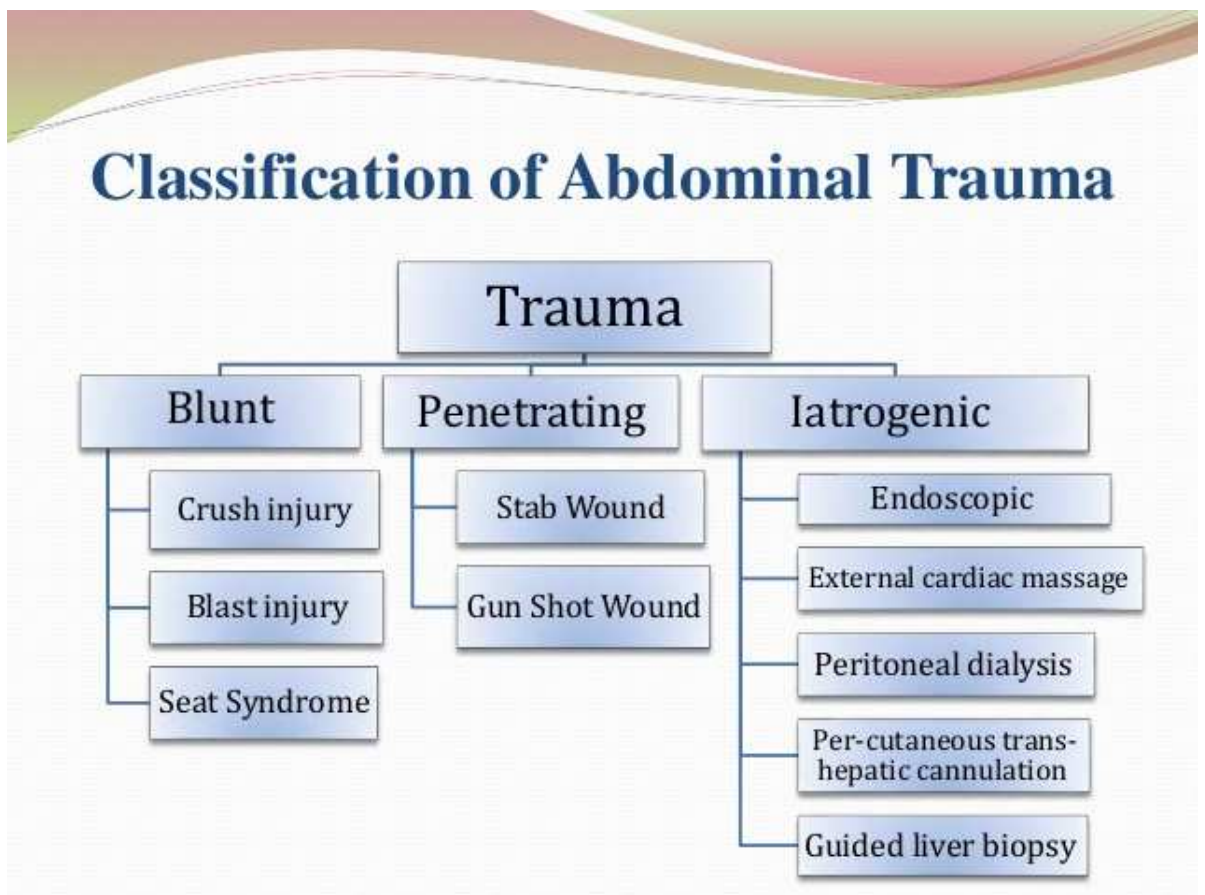 Classification of Abdominal Trauma
Trauma
Blunt
Crush injury
Blast injury
Seat Syndrome
Penetrating
Stab Wound
Gun Shot Wound
Iatrogenic
Endoscopic
External cardiac massage
Peritoneal dialysis
Per-cutaneous trans-
hepatic cannulation
Guided liver biopsy